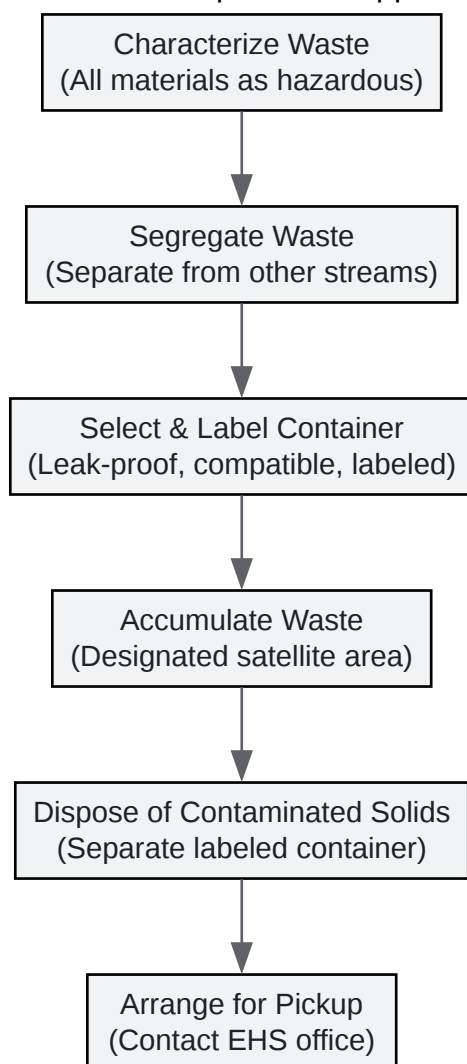 Characterize Waste
(All materials as hazardous)
Segregate Waste
(Separate from other streams)
Select & Label Container
(Leak-proof, compatible, labeled)
Accumulate Waste
(Designated satellite area)
Dispose of Contaminated Solids
(Separate labeled container)
Arrange for Pickup
(Contact EHS office)